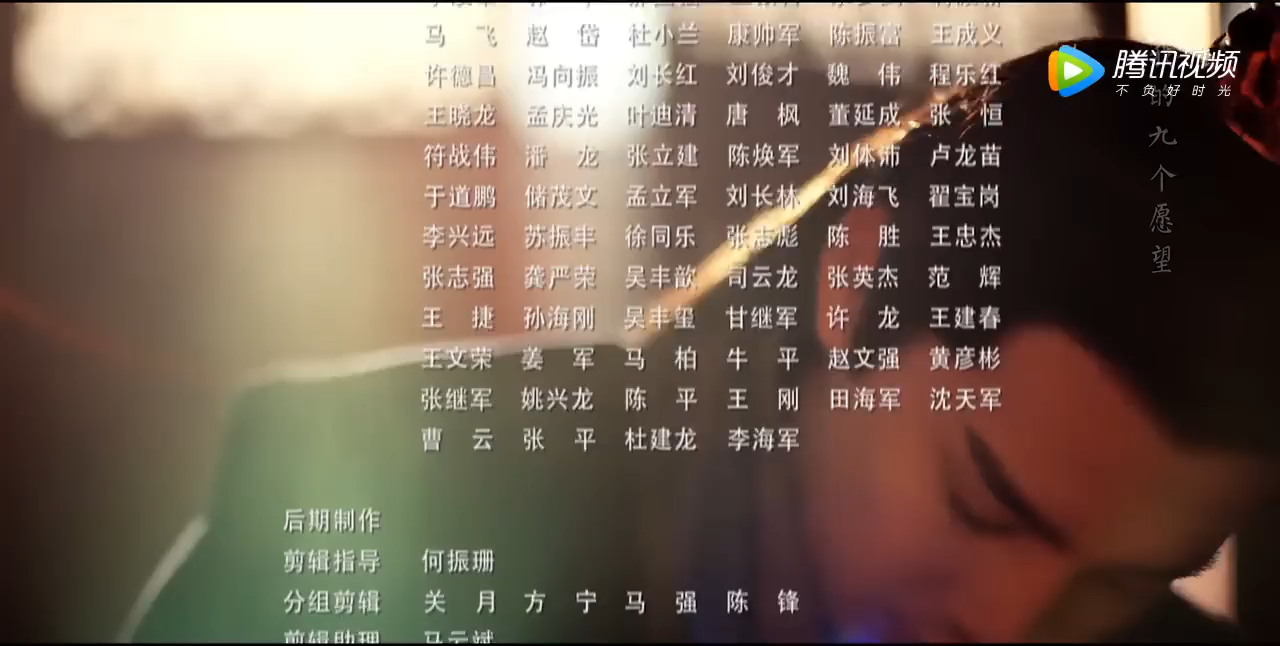 马 飞 赵 岱 杜小兰 康帅军 陈振富 王成义
许德昌 冯向振 刘长红 刘俊才 魏 伟 程乐红
王晓龙 孟庆光 叶迪清 唐 枫 董延成 张 恒
符战伟 潘 龙 张立建 陈焕军 刘体沛 卢龙苗
于道鹏 储茂文 孟立军 刘长林 刘海飞 翟宝岗
李兴远 苏振丰 徐同乐 张志彪 陈 胜 王忠杰
张志强 龚严荣 吴丰歆 司云龙 张英杰 范 辉
王 捷 孙海刚 吴丰玺 甘继军 许 龙 王建春
王文荣 姜 军 马 柏 牛 平 赵文强 黄彦彬
张继军 姚兴龙 陈 平 王 刚 田海军 沈天军
曹 云 张 平 杜建龙 李海军
后期制作
剪辑指导 何振珊
分组剪辑 关 月 方 宁 马 强 陈 锋
剪辑助理 马云斌
腾讯视频
不负好时光
的九个愿望